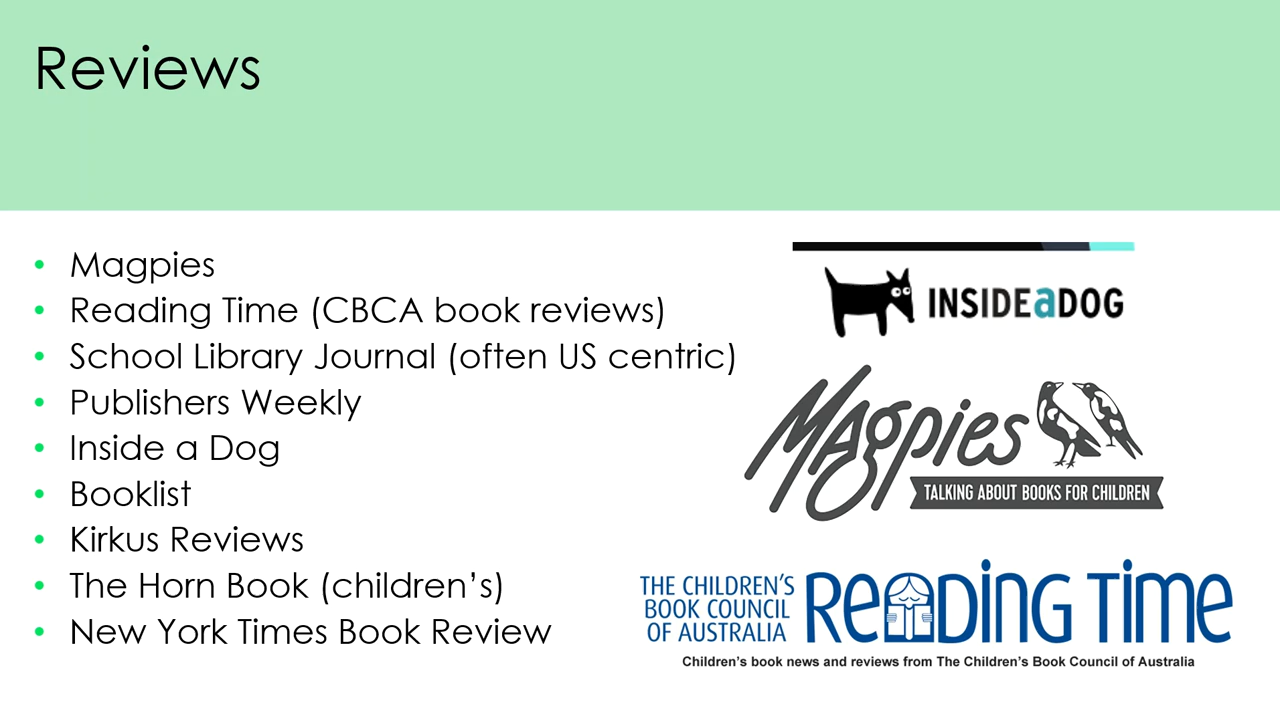 Reviews
Magpies
Reading Time (CBCA book reviews)
School Library Journal (often US centric)
Publishers Weekly
Inside a Dog
Booklist
Kirkus Reviews
The Horn Book (children’s)
New York Times Book Review
INSIDEaDOG
Magpies
TALKING ABOUT BOOKS FOR CHILDREN
THE CHILDREN'S
BOOK COUNCIL
OF AUSTRALIA
ReADiNG TiMe
Children's book news and reviews from The Children's Book Council of Australia